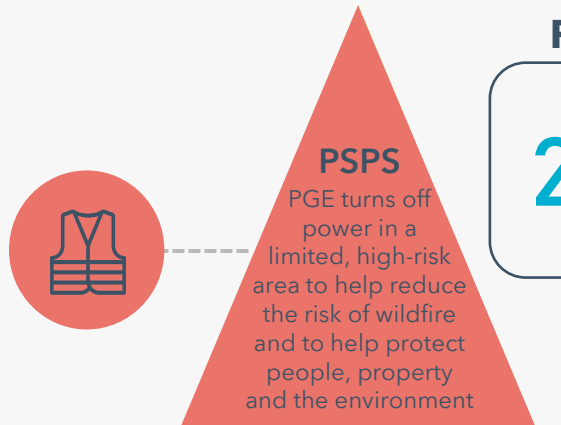 PSPS
PGE turns off
power in a
limited, high-risk
area to help reduce
the risk of wildfire
and to help protect
people, property
and the environment